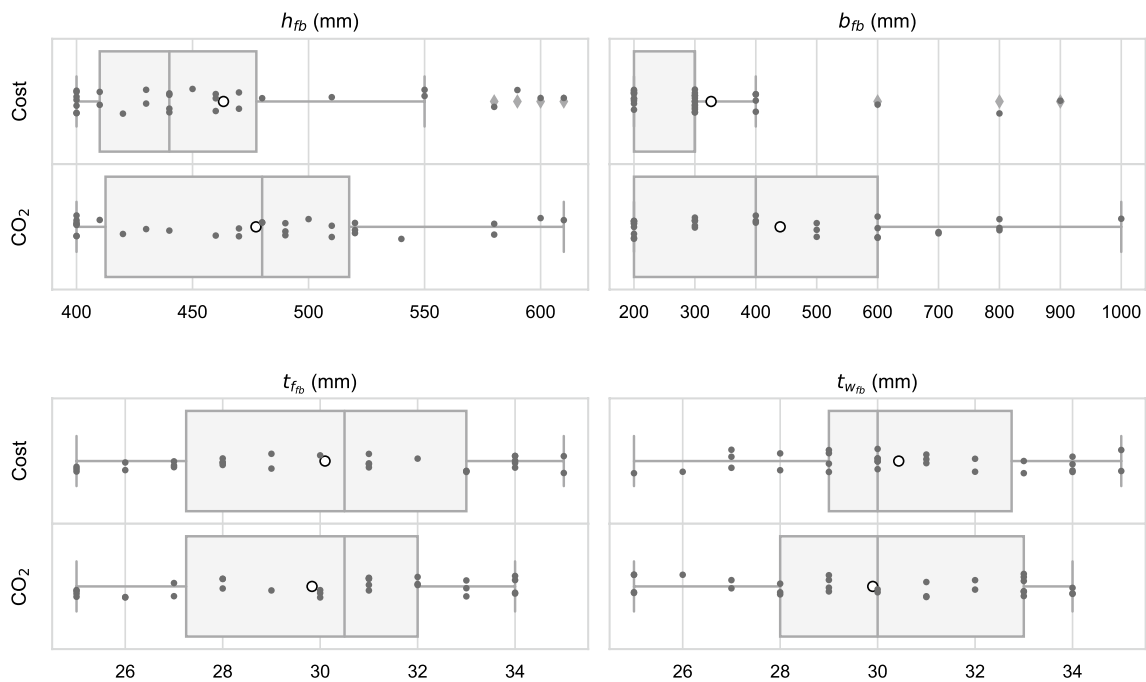 h_fb (mm)
b_fb (mm)
Cost
CO₂
400 450 500 550 600
200 300 400 500 600 700 800 900 1000
t_f_fb (mm)
t_w_fb (mm)
Cost
CO₂
26 28 30 32 34
26 28 30 32 34